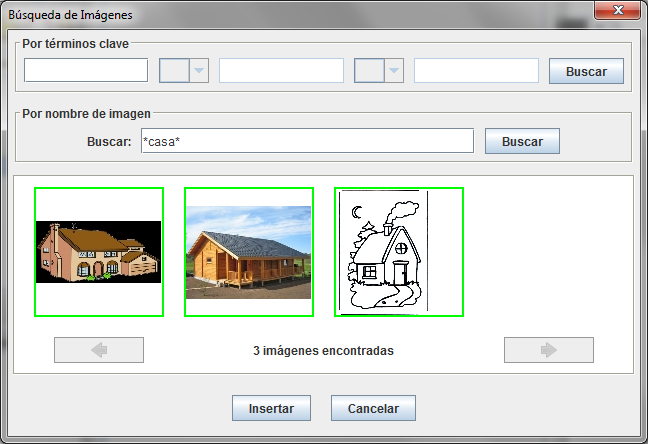 Búsqueda de Imágenes
Por términos clave
Buscar
Por nombre de imagen
Buscar: *casa* Buscar
3 imágenes encontradas
Insertar Cancelar